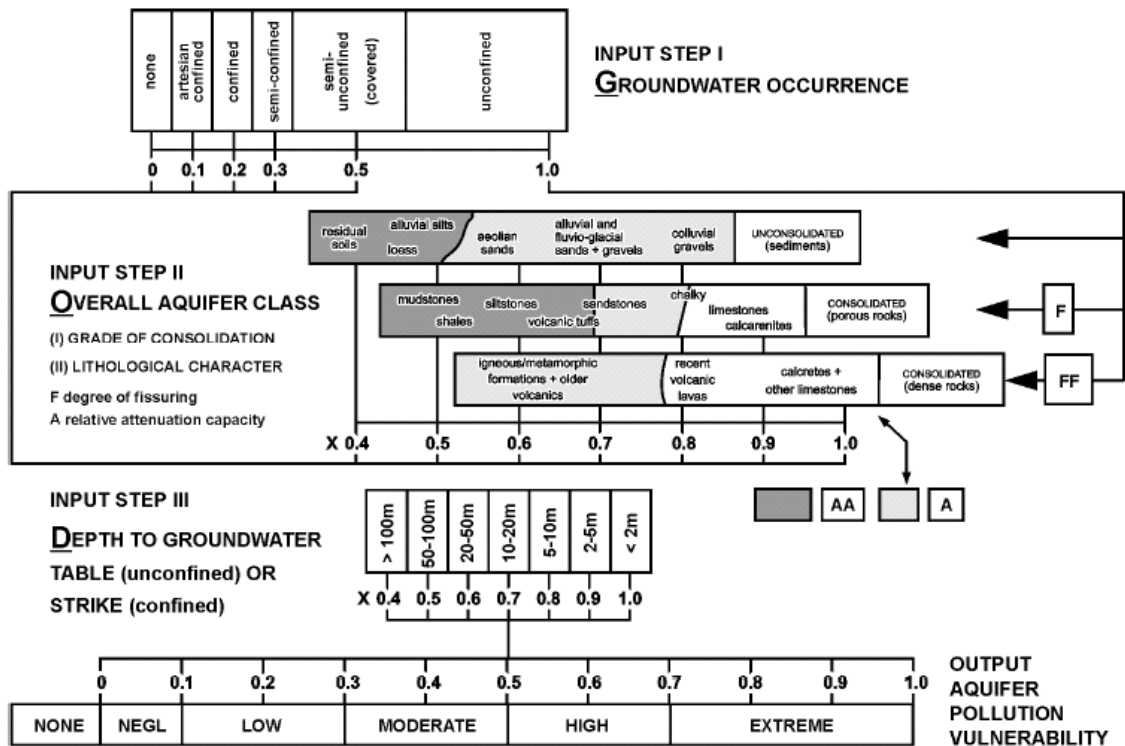 none
artesian
confined
confined
semi-confined
semi-
unconfined
(covered)
unconfined
INPUT STEP I
GROUNDWATER OCCURRENCE
0 0.1 0.2 0.3 0.5 1.0
INPUT STEP II
OVERALL AQUIFER CLASS
(I) GRADE OF CONSOLIDATION
(II) LITHOLOGICAL CHARACTER
F degree of fissuring
A relative attenuation capacity
residual
soils
alluvial silts
loess
aeolian
sands
alluvial and
fluvio-glacial
sands + gravels
colluvial
gravels
UNCONSOLIDATED
(sediments)
mudstones
shales
siltstones
volcanic tuffs
sandstones
chalky
limestones
calcarenites
CONSOLIDATED
(porous rocks)
F
igneous/metamorphic
formations + older
volcanics
recent
volcanic
lavas
calcretes +
other limestones
CONSOLIDATED
(dense rocks)
FF
X 0.4 0.5 0.6 0.7 0.8 0.9 1.0
AA
A
INPUT STEP III
DEPTH TO GROUNDWATER
TABLE (unconfined) OR
STRIKE (confined)
> 100m
50-100m
20-50m
10-20m
5-10m
2-5m
< 2m
X 0.4 0.5 0.6 0.7 0.8 0.9 1.0
0 0.1 0.2 0.3 0.4 0.5 0.6 0.7 0.8 0.9 1.0
NONE NEGL LOW MODERATE HIGH EXTREME
OUTPUT
AQUIFER
POLLUTION
VULNERABILITY